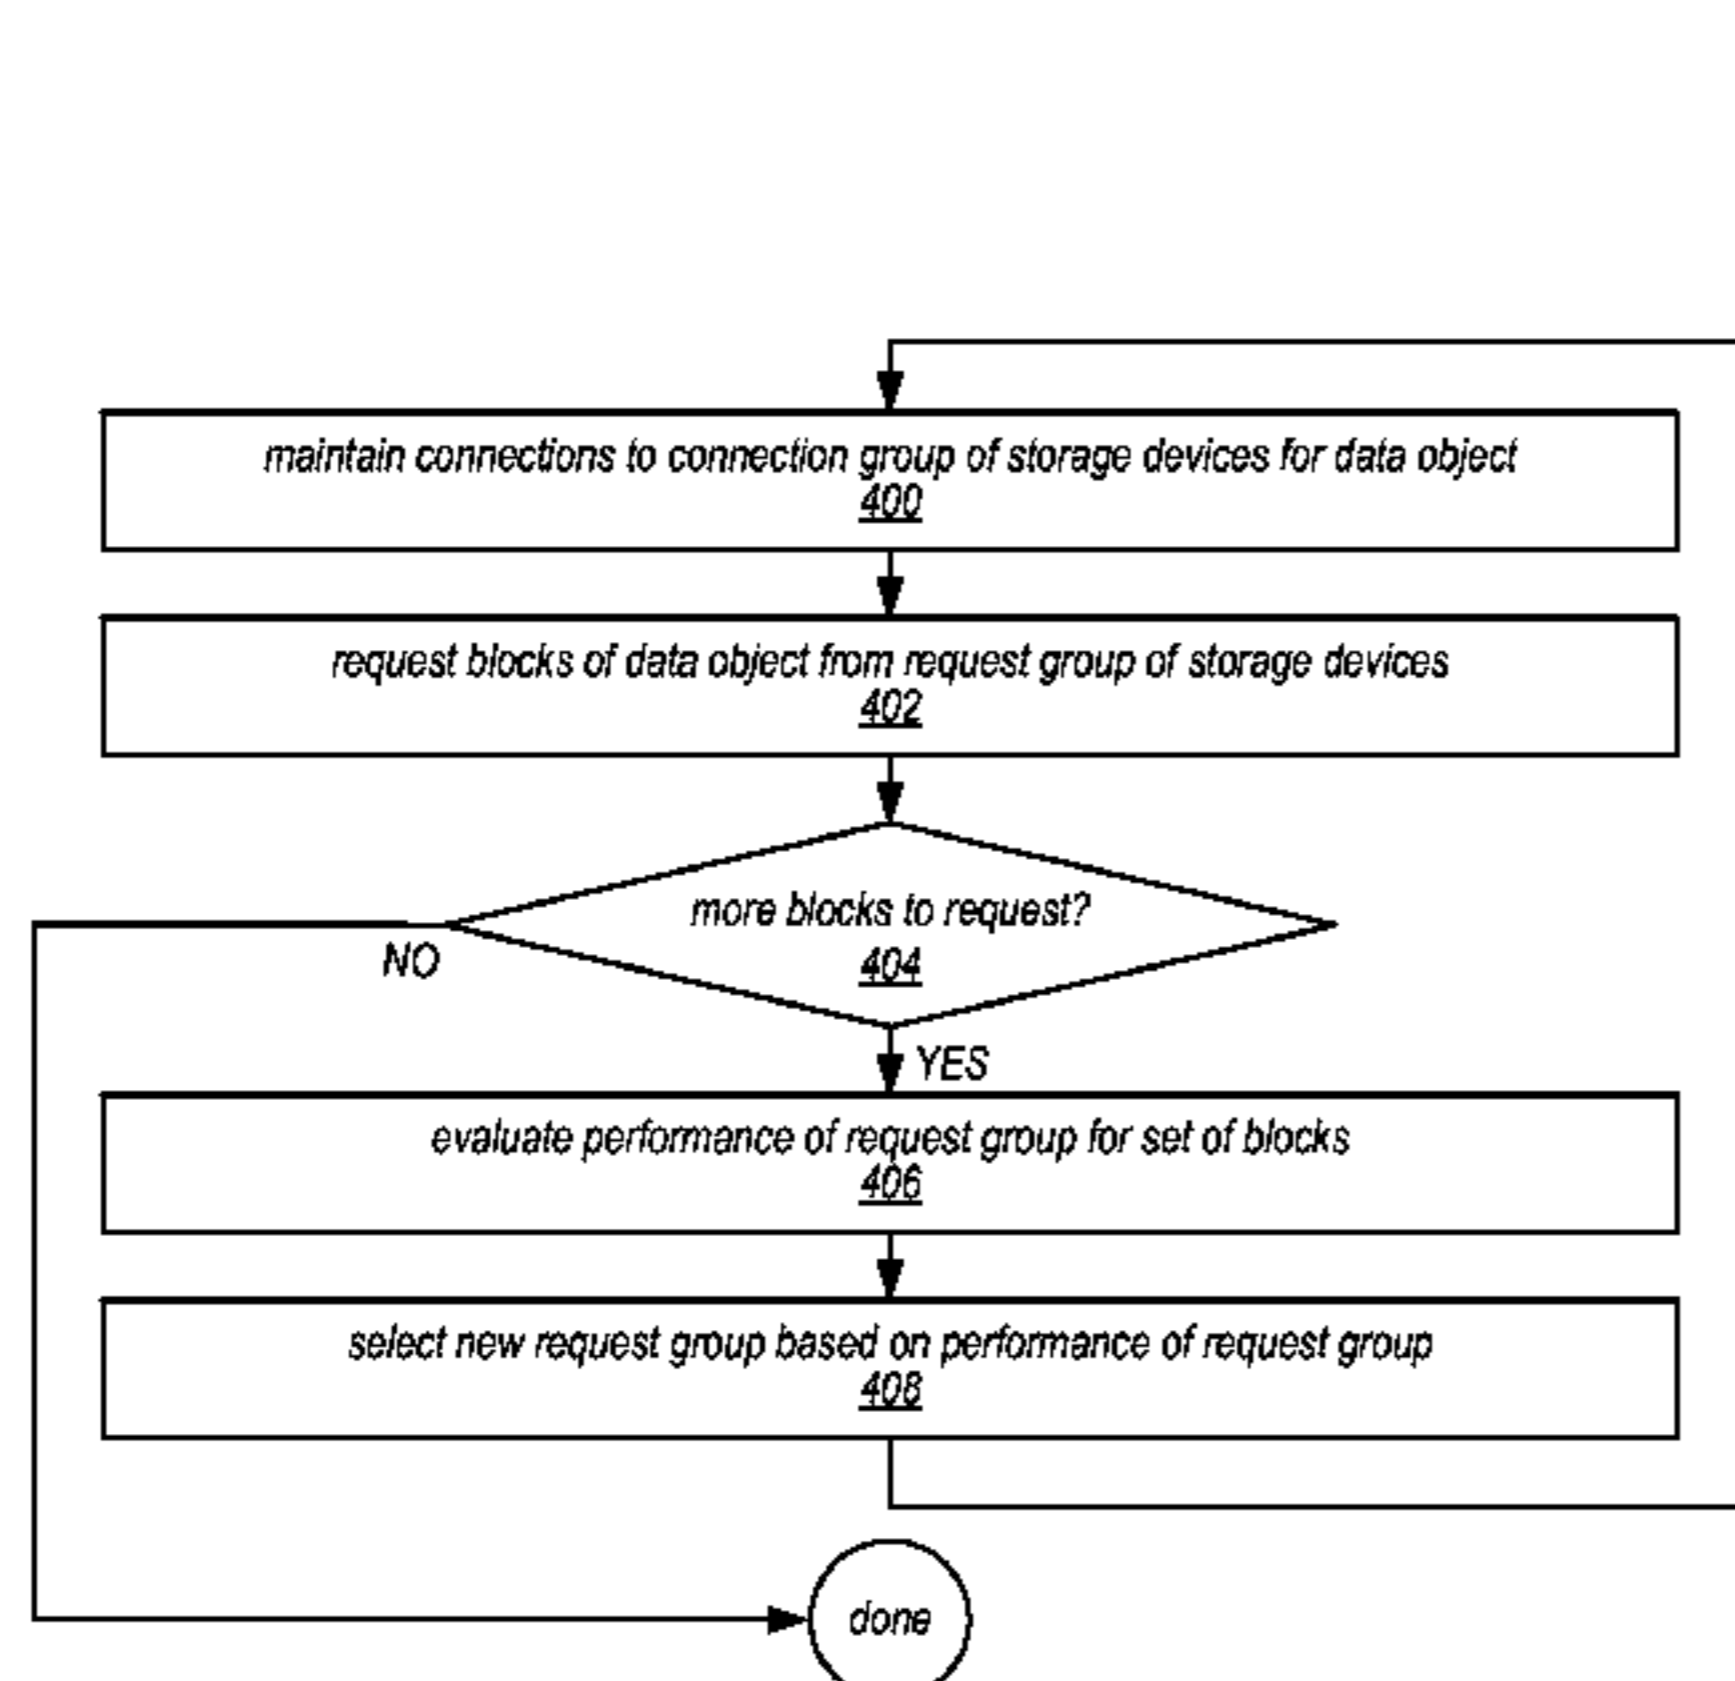 maintain connections to connection group of storage devices for data object
400
request blocks of data object from request group of storage devices
402
more blocks to request?
404
NO
YES
evaluate performance of request group for set of blocks
406
select new request group based on performance of request group
408
done